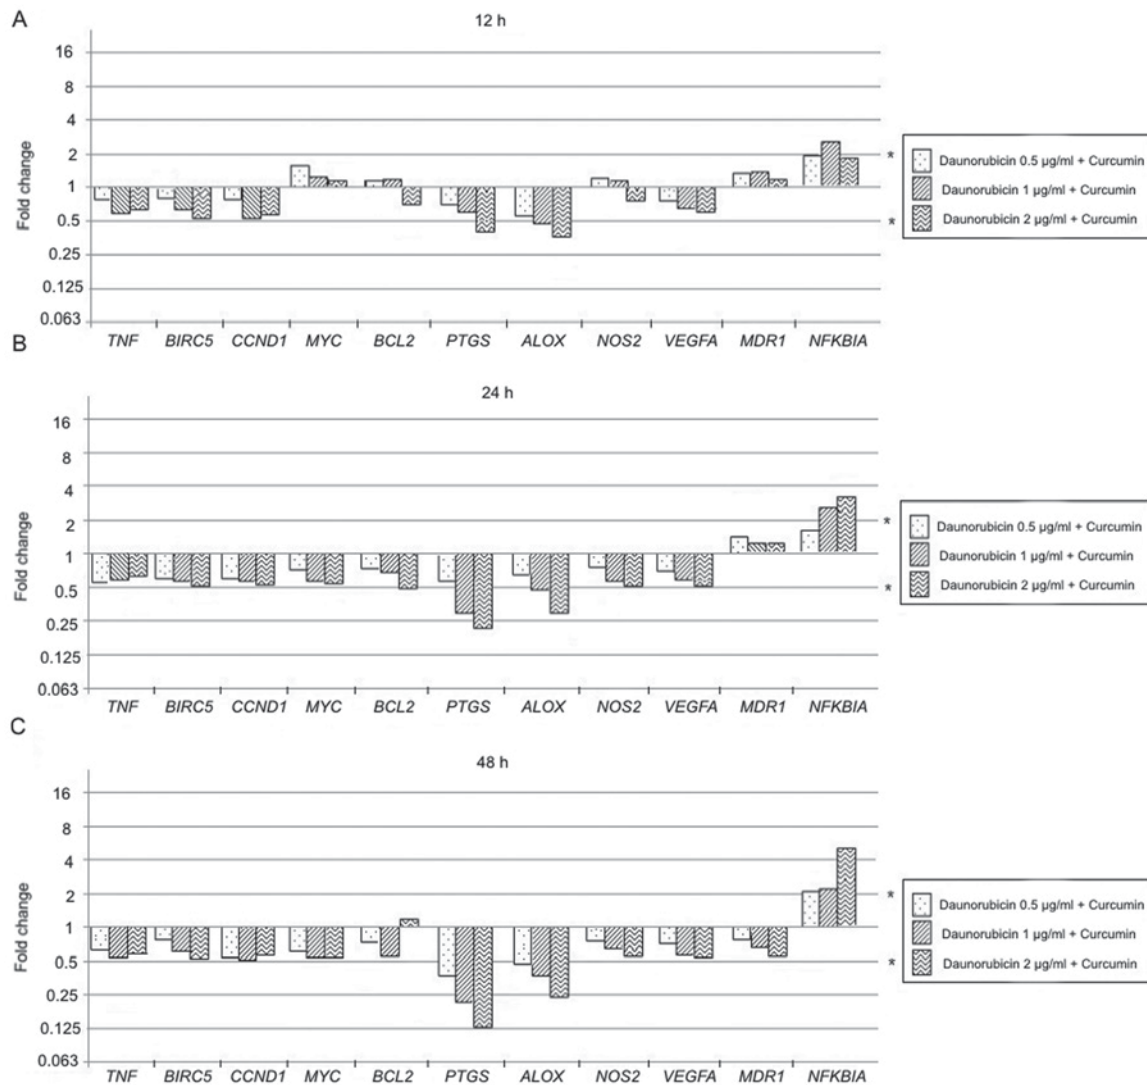 A
12 h
Fold change
16
8
4
2
1
0.5
0.25
0.125
0.063
*
*
Daunorubicin 0.5 µg/ml + Curcumin
Daunorubicin 1 µg/ml + Curcumin
Daunorubicin 2 µg/ml + Curcumin
TNF BIRC5 CCND1 MYC BCL2 PTGS ALOX NOS2 VEGFA MDR1 NFKBIA
B
24 h
Fold change
16
8
4
2
1
0.5
0.25
0.125
0.063
*
*
Daunorubicin 0.5 µg/ml + Curcumin
Daunorubicin 1 µg/ml + Curcumin
Daunorubicin 2 µg/ml + Curcumin
TNF BIRC5 CCND1 MYC BCL2 PTGS ALOX NOS2 VEGFA MDR1 NFKBIA
C
48 h
Fold change
16
8
4
2
1
0.5
0.25
0.125
0.063
*
*
Daunorubicin 0.5 µg/ml + Curcumin
Daunorubicin 1 µg/ml + Curcumin
Daunorubicin 2 µg/ml + Curcumin
TNF BIRC5 CCND1 MYC BCL2 PTGS ALOX NOS2 VEGFA MDR1 NFKBIA